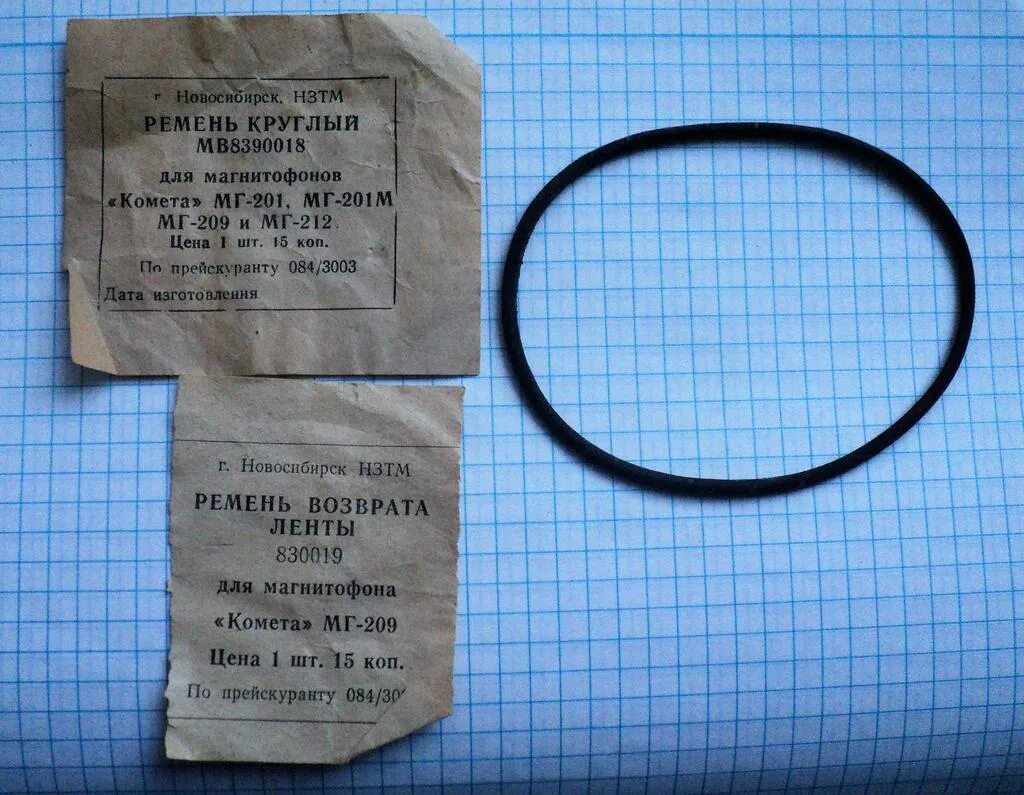 г Новосибирск, НЗТМ
РЕМЕНЬ КРУГЛЫЙ
МВ8390018
для магнитофонов
«Комета» МГ-201, МГ-201М
МГ-209 и МГ-212.
Цена 1 шт. 15 коп.
По прейскуранту 084/3003
Дата изготовления
г. Новосибирск НЗТМ
РЕМЕНЬ ВОЗВРАТА
ЛЕНТЫ
830019
для магнитофона
«Комета» МГ-209
Цена 1 шт. 15 коп.
По прейскуранту 084/30